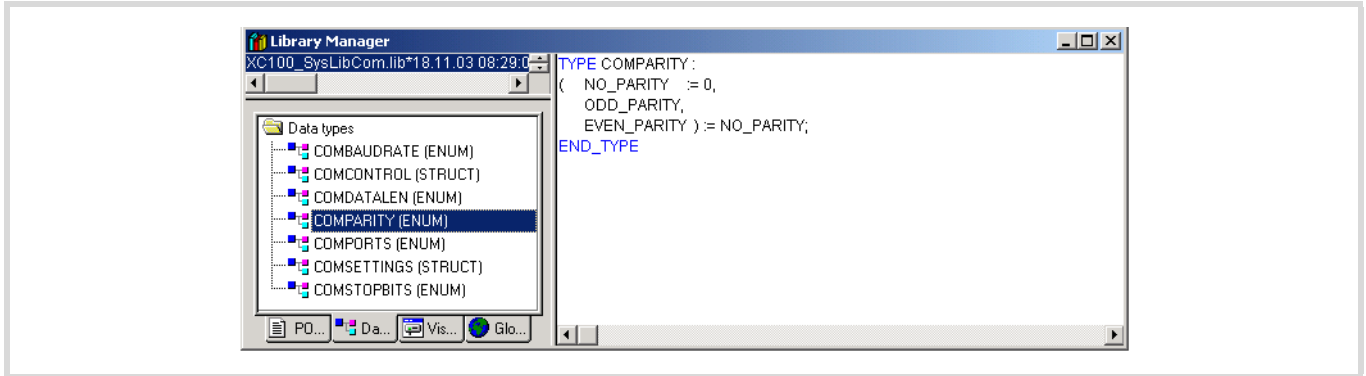 Library Manager
XC100_SysLibCom.lib*18.11.03 08:29:0
Data types
COMBAUDRATE (ENUM)
COMCONTROL (STRUCT)
COMDATALEN (ENUM)
COMPARITY (ENUM)
COMPORTS (ENUM)
COMSETTINGS (STRUCT)
COMSTOPBITS (ENUM)
PO... Da... Vis... Glo...
TYPE COMPARITY :
( NO_PARITY := 0,
ODD_PARITY,
EVEN_PARITY ) := NO_PARITY;
END_TYPE